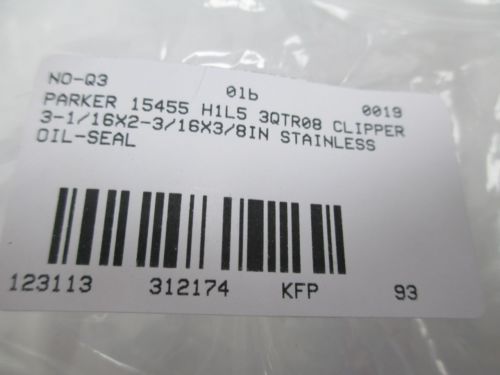 NO-Q3 01b 0019
PARKER 15455 H1L5 3QTR08 CLIPPER
3-1/16X2-3/16X3/8IN STAINLESS
OIL-SEAL
123113 312174 KFP 93